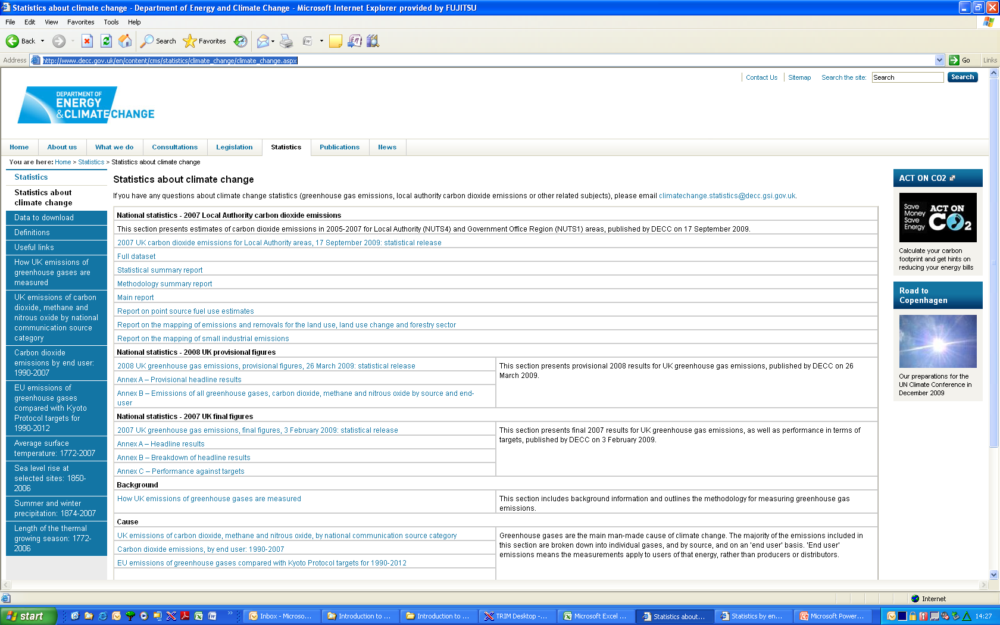 Statistics about climate change - Department of Energy and Climate Change - Microsoft Internet Explorer provided by FUJITSU
File Edit View Favorites Tools Help
Back Search Favorites
Address http://www.decc.gov.uk/en/content/cms/statistics/climate_change/climate_change.aspx Go Links
Contact Us Sitemap Search the site: Search Search
DEPARTMENT OF
ENERGY
&CLIMATE CHANGE
Home About us What we do Consultations Legislation Statistics Publications News
You are here: Home > Statistics > Statistics about climate change
Statistics
Statistics about
climate change
Data to download
Definitions
Useful links
How UK emissions of
greenhouse gases are
measured
UK emissions of carbon
dioxide, methane and
nitrous oxide by national
communication source
category
Carbon dioxide
emissions by end user:
1990-2007
EU emissions of
greenhouse gases
compared with Kyoto
Protocol targets for
1990-2012
Average surface
temperature: 1772-2007
Sea level rise at
selected sites: 1850-
2006
Summer and winter
precipitation: 1874-2007
Length of the thermal
growing season: 1772-
2006
Statistics about climate change
If you have any questions about climate change statistics (greenhouse gas emissions, local authority carbon dioxide emissions or other related subjects), please email climatechange.statistics@decc.gsi.gov.uk.
National statistics - 2007 Local Authority carbon dioxide emissions
This section presents estimates of carbon dioxide emissions in 2005-2007 for Local Authority (NUTS4) and Government Office Region (NUTS1) areas, published by DECC on 17 September 2009.
2007 UK carbon dioxide emissions for Local Authority areas, 17 September 2009: statistical release
Full dataset
Statistical summary report
Methodology summary report
Main report
Report on point source fuel use estimates
Report on the mapping of emissions and removals for the land use, land use change and forestry sector
Report on the mapping of small industrial emissions
National statistics - 2008 UK provisional figures
2008 UK greenhouse gas emissions, provisional figures, 26 March 2009: statistical release
Annex A – Provisional headline results
Annex B – Emissions of all greenhouse gases, carbon dioxide, methane and nitrous oxide by source and end-
user
This section presents provisional 2008 results for UK greenhouse gas emissions, published by DECC on 26
March 2009.
National statistics - 2007 UK final figures
2007 UK greenhouse gas emissions, final figures, 3 February 2009: statistical release
Annex A – Headline results
Annex B – Breakdown of headline results
Annex C – Performance against targets
This section presents final 2007 results for UK greenhouse gas emissions, as well as performance in terms of
targets, published by DECC on 3 February 2009.
Background
How UK emissions of greenhouse gases are measured
This section includes background information and outlines the methodology for measuring greenhouse gas
emissions.
Cause
UK emissions of carbon dioxide, methane and nitrous oxide, by national communication source category
Carbon dioxide emissions, by end user: 1990-2007
EU emissions of greenhouse gases compared with Kyoto Protocol targets for 1990-2012
Greenhouse gases are the main man-made cause of climate change. The majority of the emissions included in
this section are broken down into individual gases, and by source, and on an 'end user' basis. 'End user'
emissions means the measurements apply to users of that energy, rather than producers or distributors.
ACT ON CO2
Save
Money
Save
Energy
ACT ON
CO2
Calculate your carbon
footprint and get hints on
reducing your energy bills
Road to
Copenhagen
Our preparations for the
UN Climate Conference in
December 2009
Internet
start Inbox - Microso... Introduction to ... Introduction to ... TRIM Desktop -... Microsoft Excel ... Statistics about... Statistics by en... Microsoft Power... 14:27